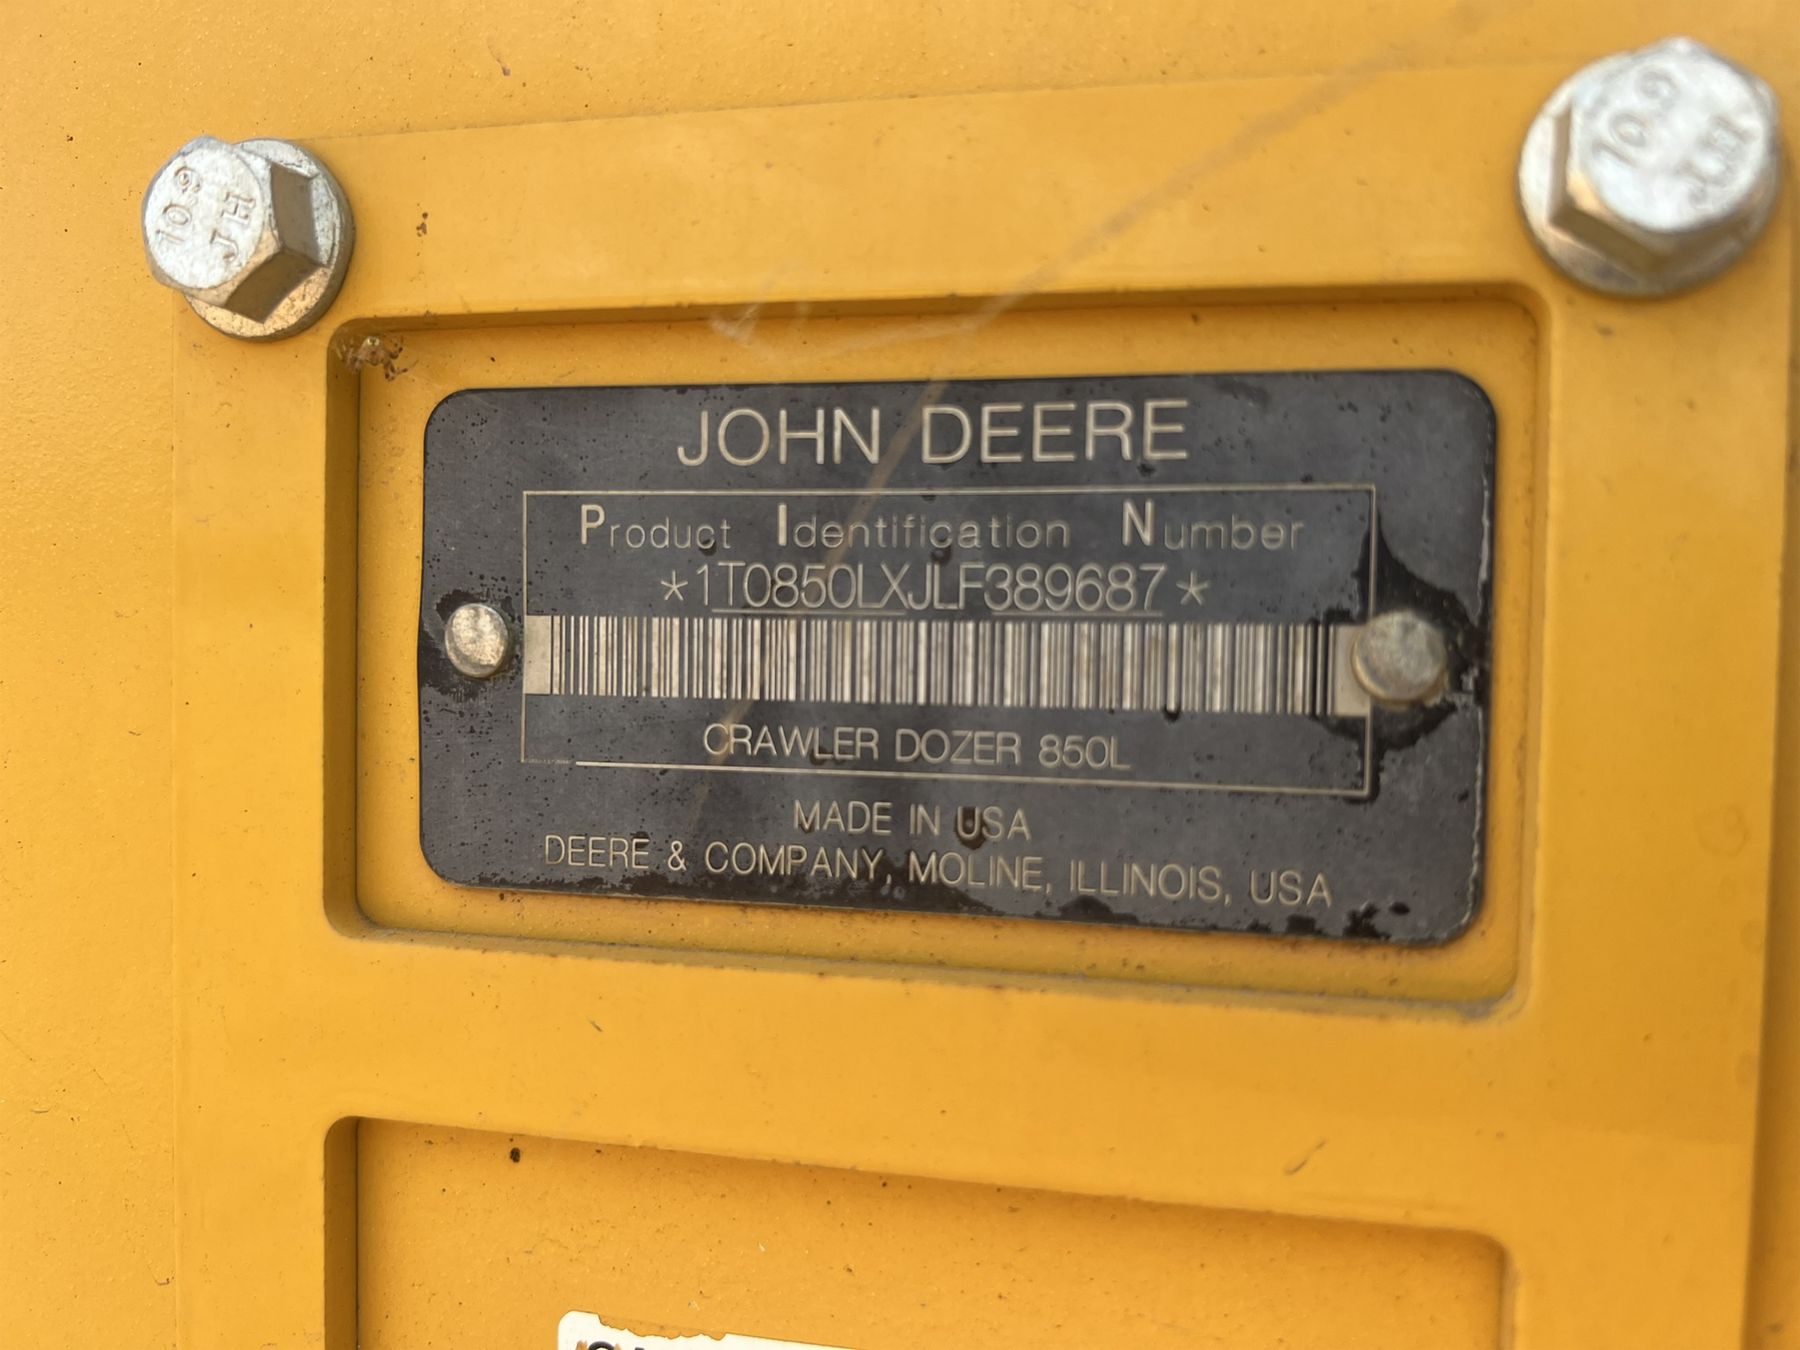 10.9
JH
10.9
JH
JOHN DEERE
Product Identification Number
*1T0850LXJLF389687*
CRAWLER DOZER 850L
MADE IN USA
DEERE & COMPANY, MOLINE, ILLINOIS, USA